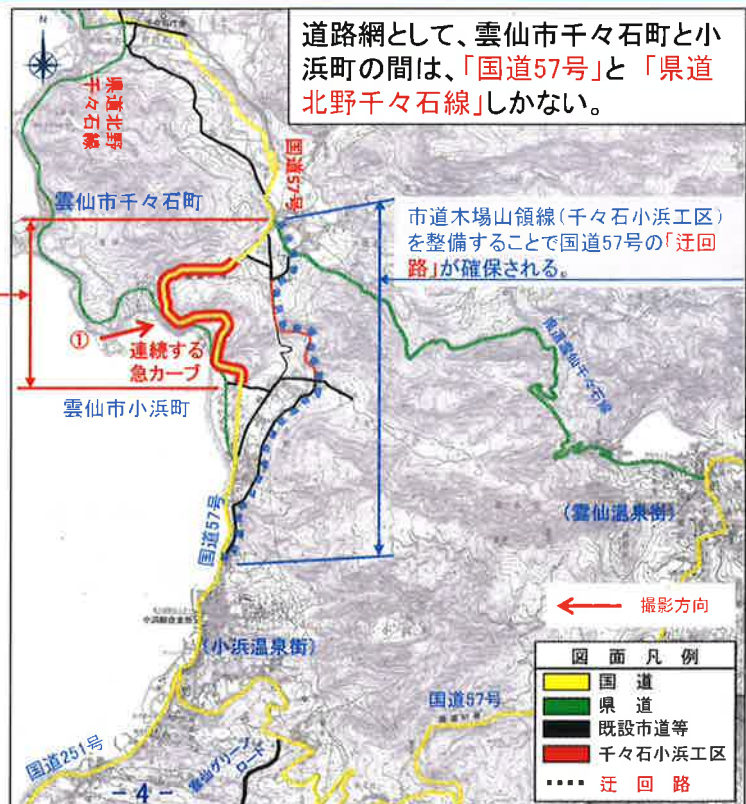 道路網として、雲仙市千々石町と小
浜町の間は、「国道57号」と「県道
北野千々石線」しかない。
N
県道北野
千々石線
国道57号
雲仙市千々石町
市道木場山領線(千々石小浜工区)
を整備することで国道57号の「迂回
路」が確保される。
①
連続する
急カーブ
県道雲仙千々石線
雲仙市小浜町
(雲仙温泉街)
国道57号
撮影方向
(小浜温泉街)
図面凡例
国道
県道
既設市道等
千々石小浜工区
迂回路
国道57号
国道251号
雲仙グリーン
ロード
-4-